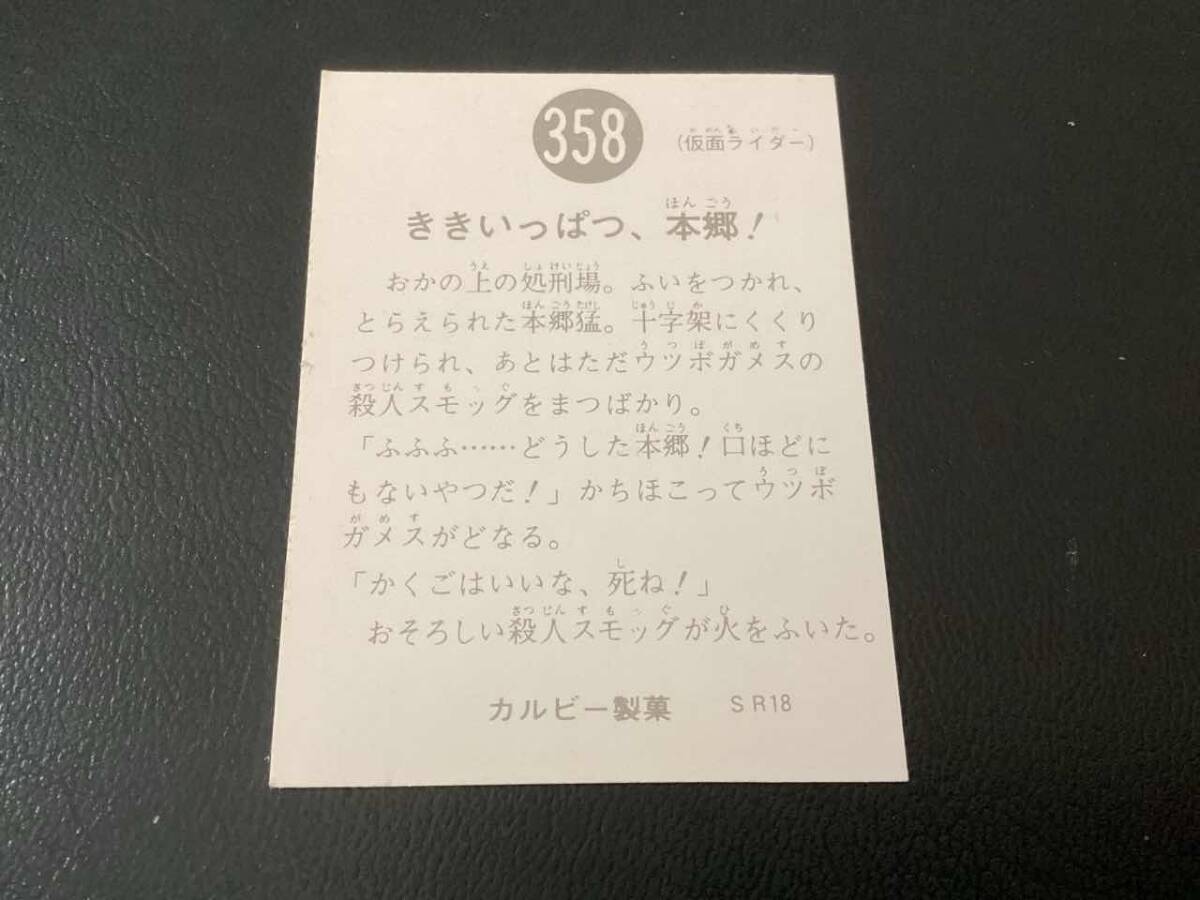 358
(仮面ライダー)
ききいっぱつ、本郷!
おかの上の処刑場。ふいをつかれ、
とらえられた本郷猛。十字架にくくり
つけられ、あとはただウツボガメスの
殺人スモッグをまつばかり。
「ふふふ……どうした本郷!口ほどに
もないやつだ!」かちほこってウツボ
ガメスがどなる。
「かくごはいいな、死ね!」
おそろしい殺人スモッグが火をふいた。
カルビー製菓 SR18